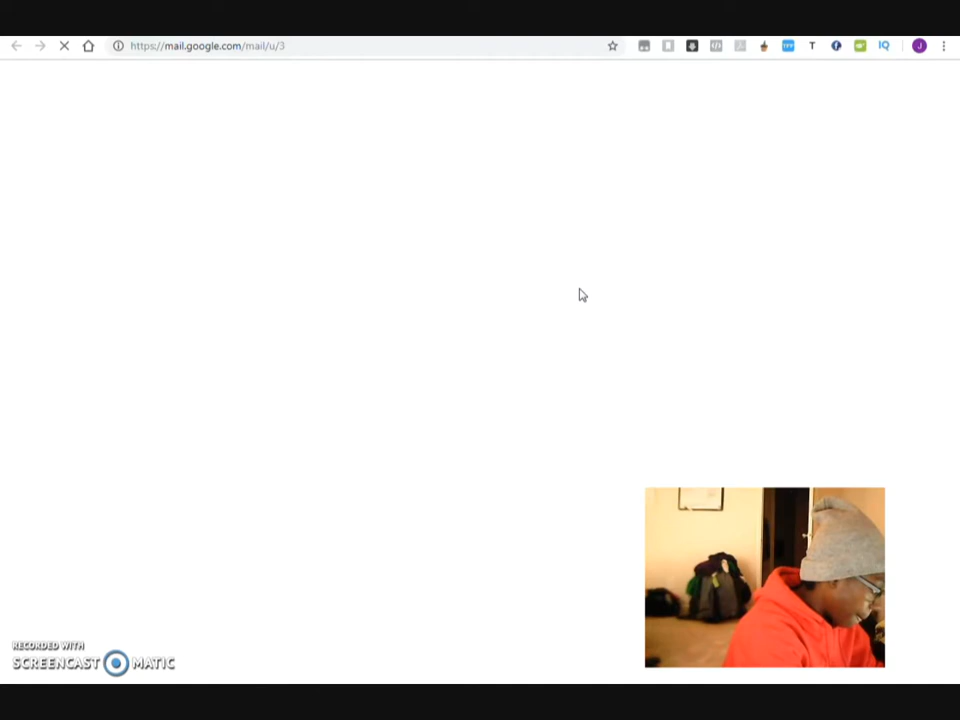 https://mail.google.com/mail/u/3
T
IQ
J
RECORDED WITH
SCREENCAST MATIC